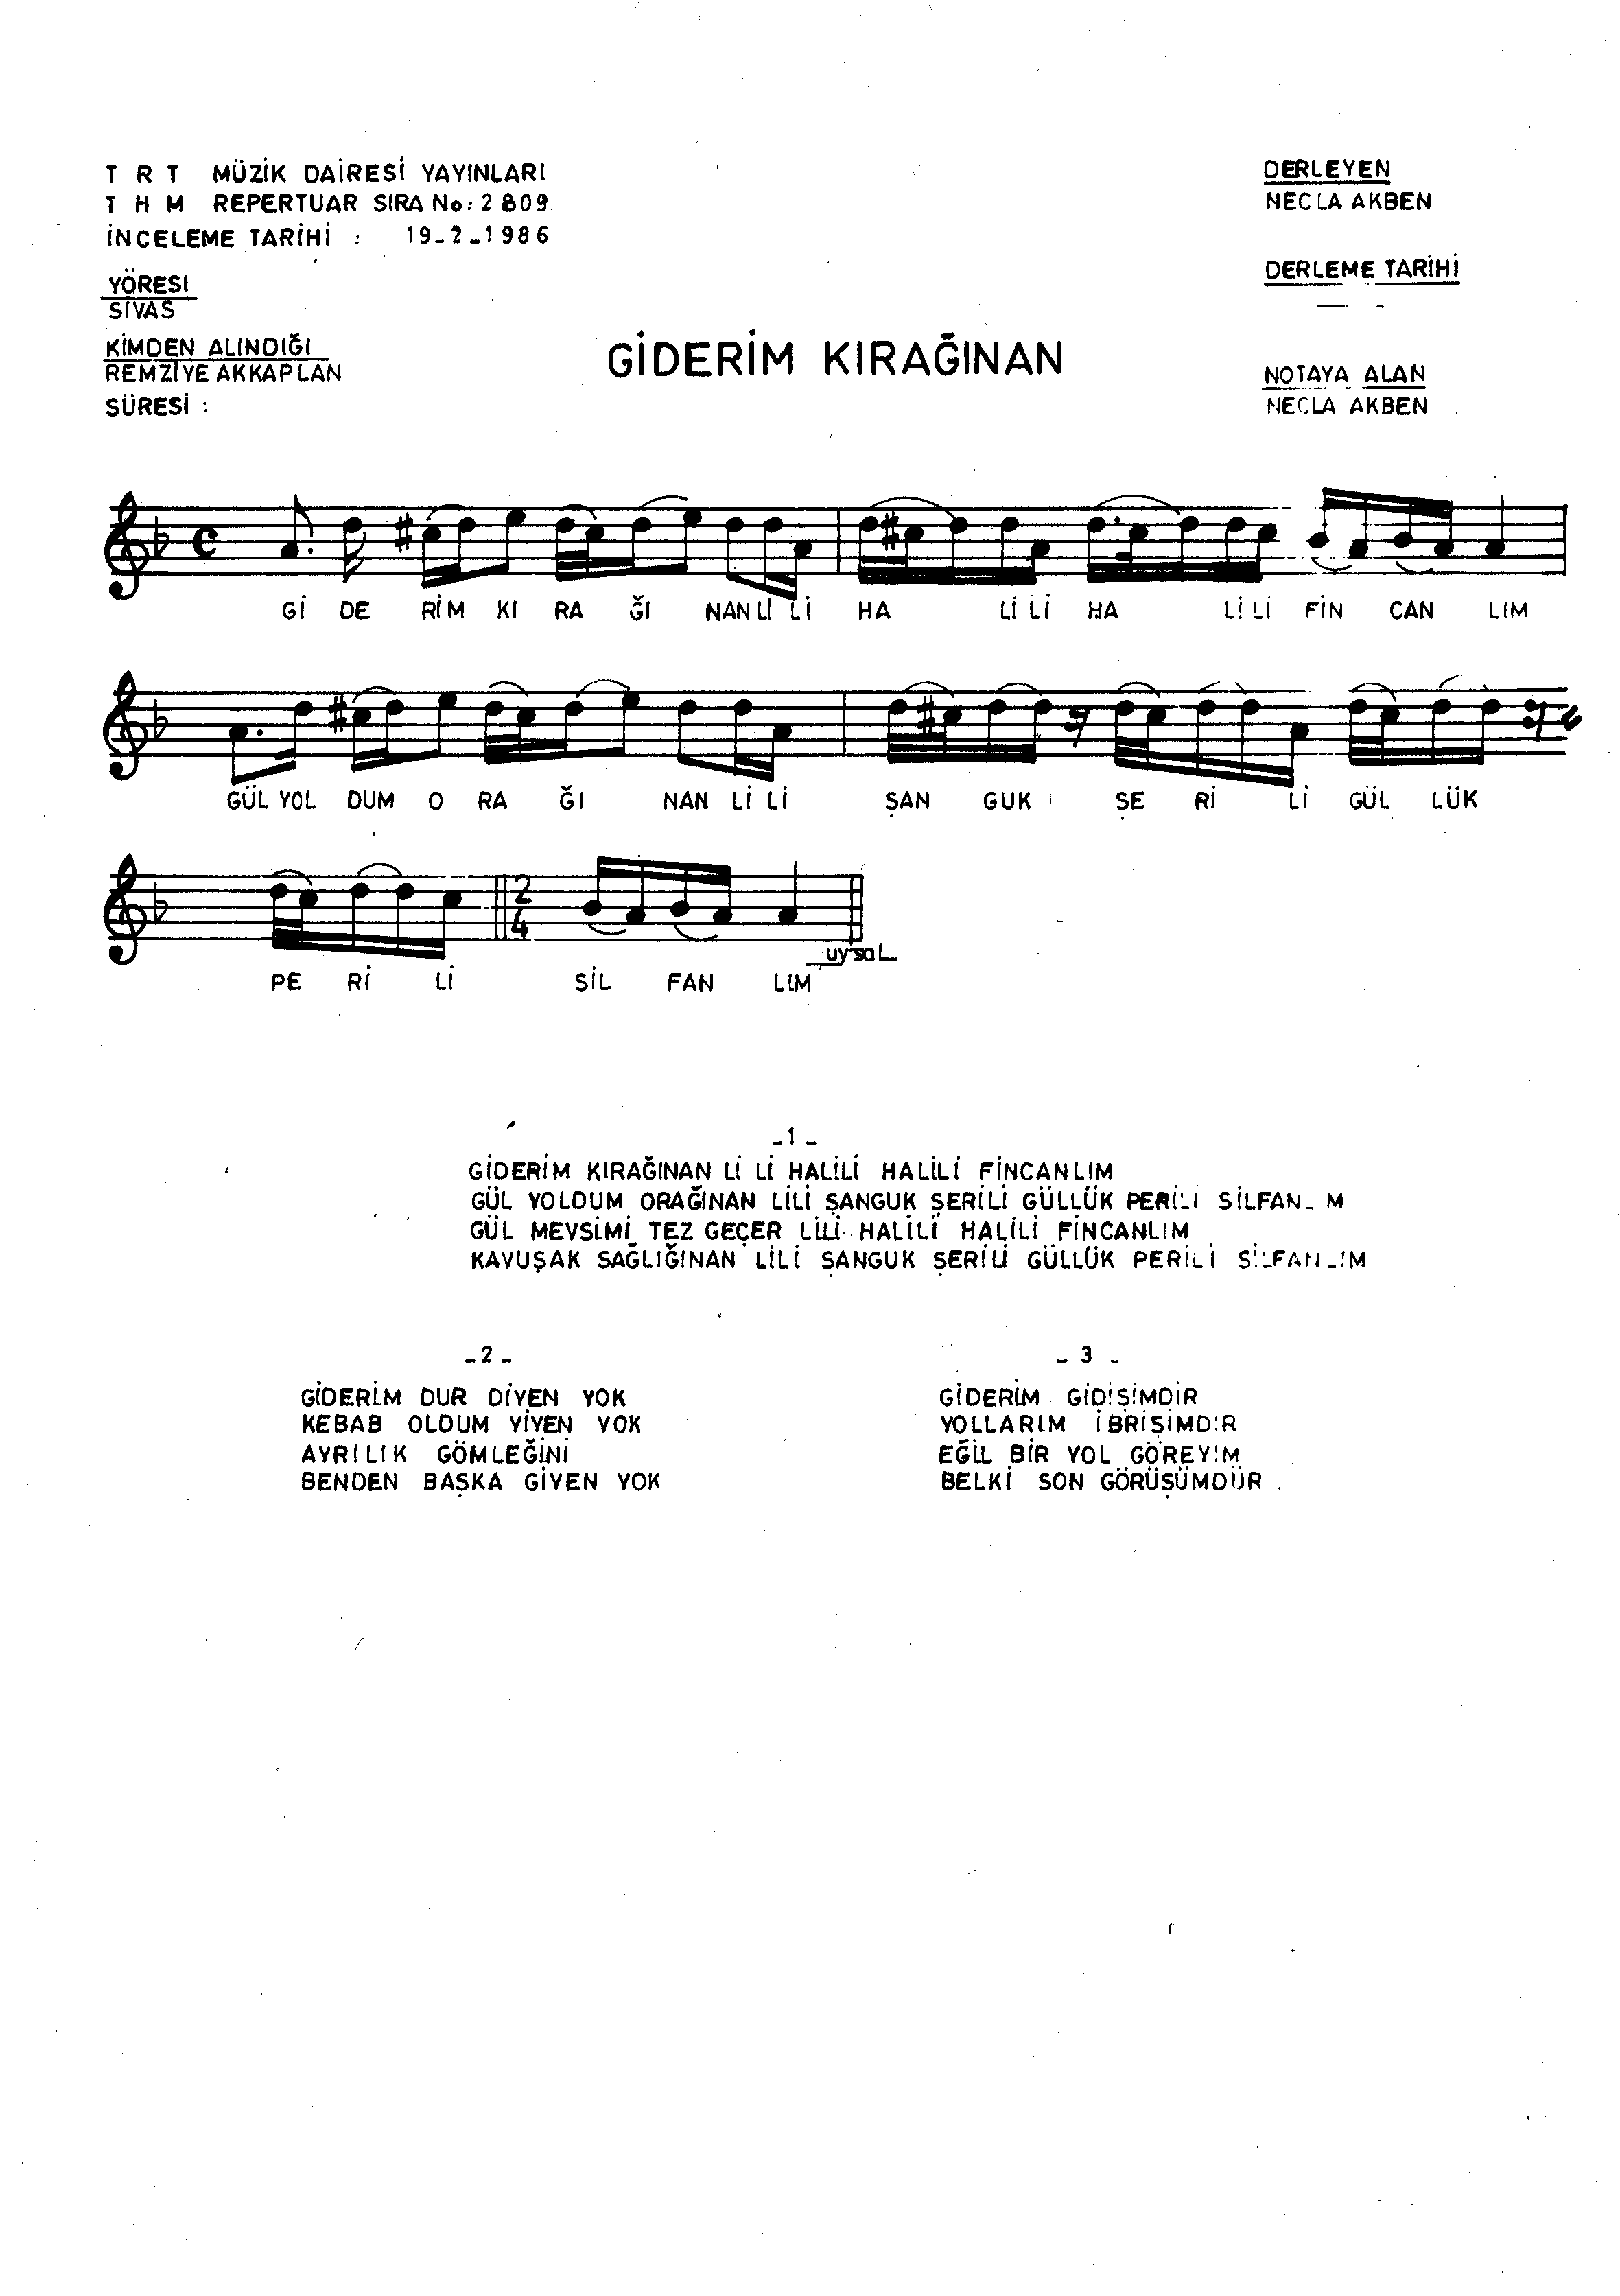 T R T MÜZİK DAİRESİ YAYINLARI
T H M REPERTUAR SIRA No: 2809
İNCELEME TARİHİ : 19-2-1986
YÖRESI
SİVAS
KİMDEN ALINDIĞI
REMZİYE AKKAPLAN
SÜRESİ :
DERLEYEN
NECLA AKBEN
DERLEME TARİHİ
NOTAYA ALAN
NECLA AKBEN
GİDERİM KIRAĞINAN
Gİ DE RİM KI RA ĞI NAN Lİ Lİ HA Lİ Lİ HA Lİ Lİ FİN CAN LIM
GÜL YOL DUM O RA ĞI NAN Lİ Lİ ŞAN GUK ŞE Rİ Lİ GÜL LÜK
2
4
uysal
PE Rİ Lİ SİL FAN LIM
-1-
GİDERİM KIRAĞINAN Lİ Lİ HALİLİ HALİLİ FİNCANLIM
GÜL YOLDUM ORAĞINAN LİLİ ŞANGUK ŞERİLİ GÜLLÜK PERİLİ SİLFANLIM
GÜL MEVSİMİ TEZ GEÇER LİLİ HALİLİ HALİLİ FİNCANLIM
KAVUŞAK SAĞLIĞINAN LİLİ ŞANGUK ŞERİLİ GÜLLÜK PERİLİ SİLFANLIM
-2-
GİDERİM DUR DİYEN YOK
KEBAB OLDUM YİYEN YOK
AYRILIK GÖMLEĞİNİ
BENDEN BAŞKA GİYEN YOK
- 3 -
GİDERİM GİDİŞİMDİR
YOLLARIM İBRİŞİMDİR
EĞİL BİR YOL GÖREYİM
BELKİ SON GÖRÜŞÜMDÜR .